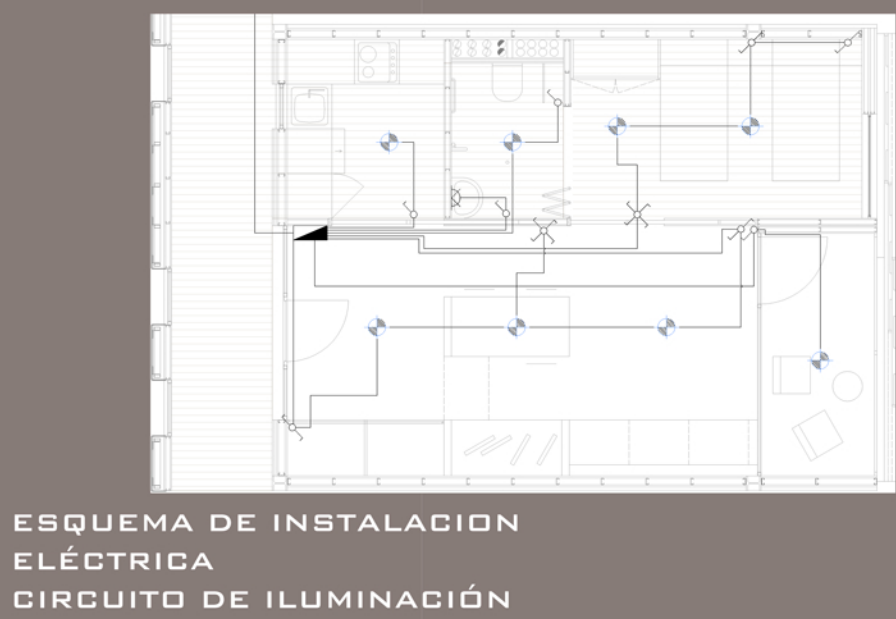 ESQUEMA DE INSTALACION
ELÉCTRICA
CIRCUITO DE ILUMINACIÓN